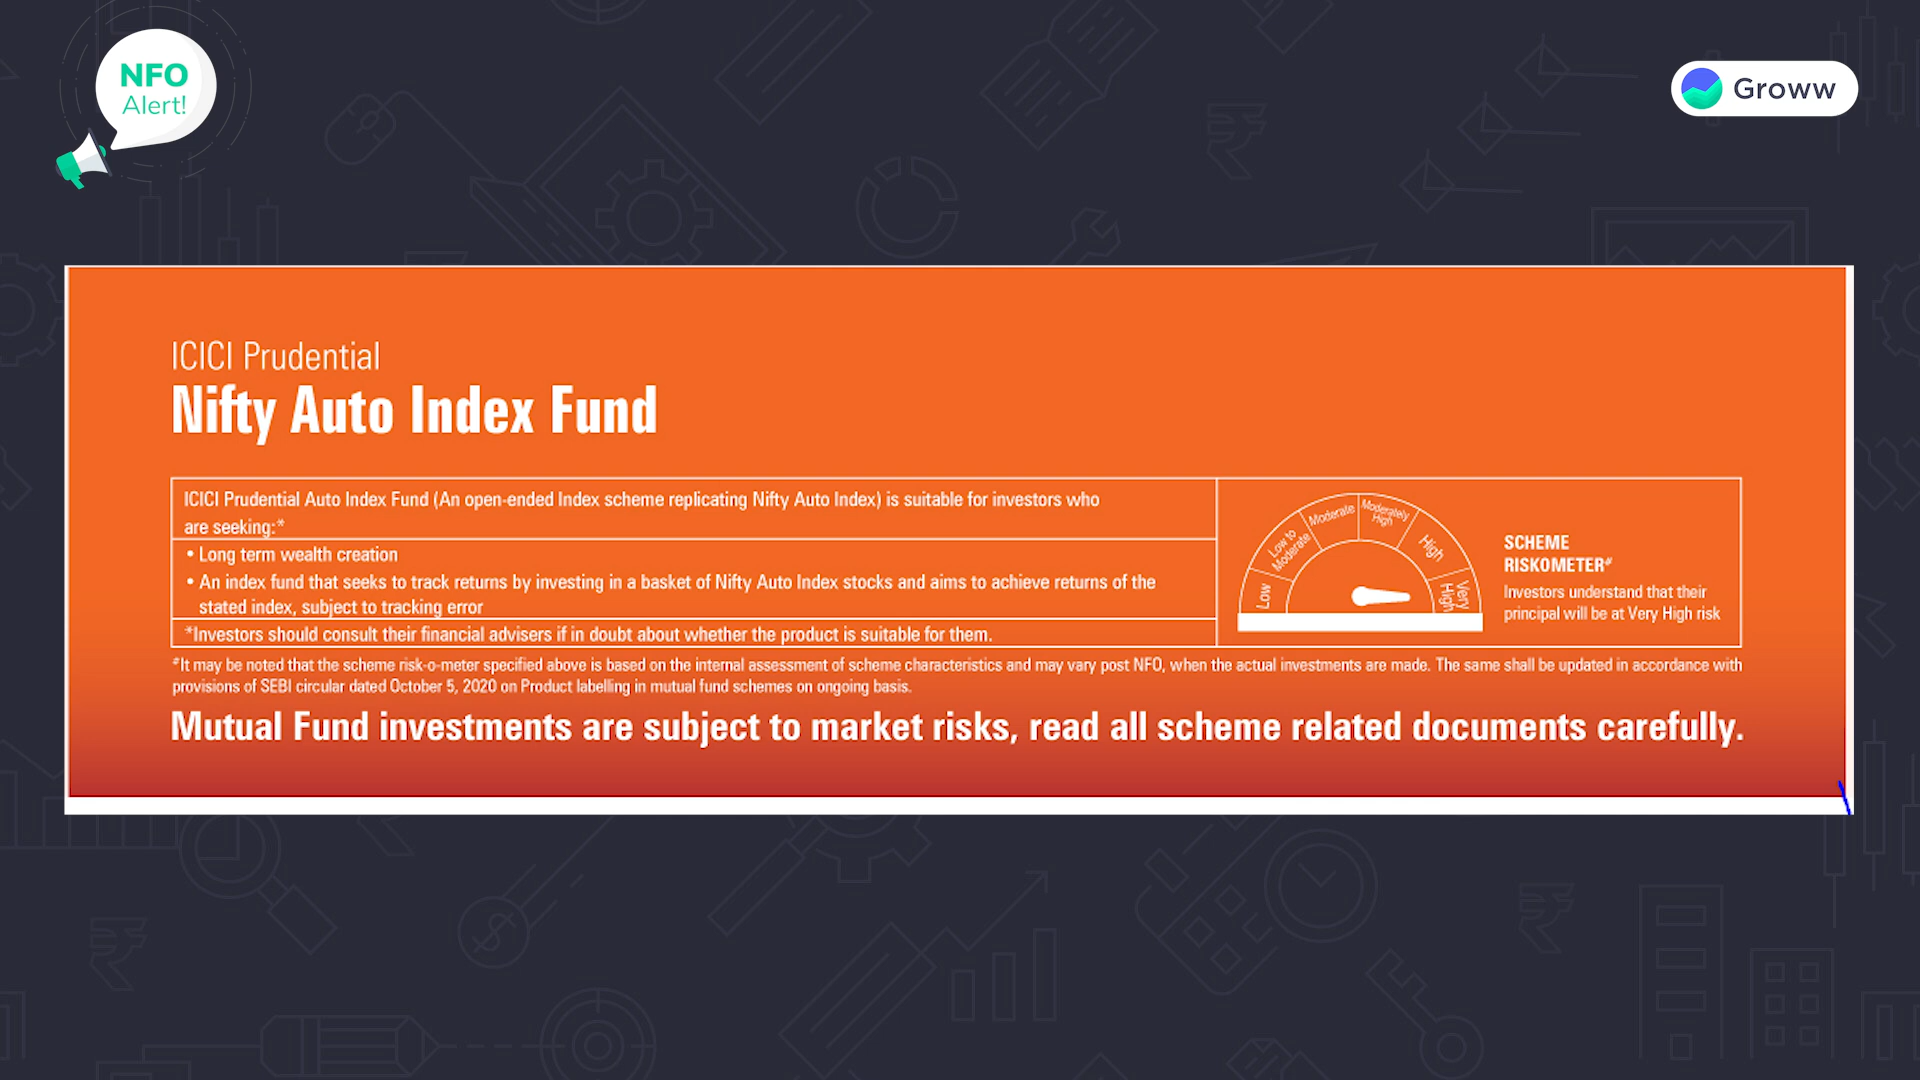 NFO
Alert!
Groww
ICICI Prudential
Nifty Auto Index Fund
ICICI Prudential Auto Index Fund (An open-ended Index scheme replicating Nifty Auto Index) is suitable for investors who
are seeking:*
• Long term wealth creation
• An index fund that seeks to track returns by investing in a basket of Nifty Auto Index stocks and aims to achieve returns of the
stated index, subject to tracking error
*Investors should consult their financial advisers if in doubt about whether the product is suitable for them.
Low
Low to
Moderate
Moderate
Moderately
High
High
Very
High
SCHEME
RISKOMETER#
Investors understand that their
principal will be at Very High risk
#It may be noted that the scheme risk-o-meter specified above is based on the internal assessment of scheme characteristics and may vary post NFO, when the actual investments are made. The same shall be updated in accordance with
provisions of SEBI circular dated October 5, 2020 on Product labelling in mutual fund schemes on ongoing basis.
Mutual Fund investments are subject to market risks, read all scheme related documents carefully.